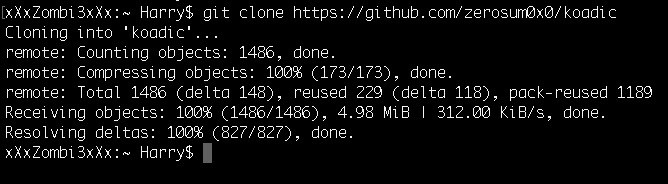 xXxZombi3xXx:~ Harry$ git clone https://github.com/zerosum0x0/koadic
Cloning into 'koadic'...
remote: Counting objects: 1486, done.
remote: Compressing objects: 100% (173/173), done.
remote: Total 1486 (delta 148), reused 229 (delta 118), pack-reused 1189
Receiving objects: 100% (1486/1486), 4.98 MiB | 312.00 KiB/s, done.
Resolving deltas: 100% (827/827), done.
xXxZombi3xXx:~ Harry$